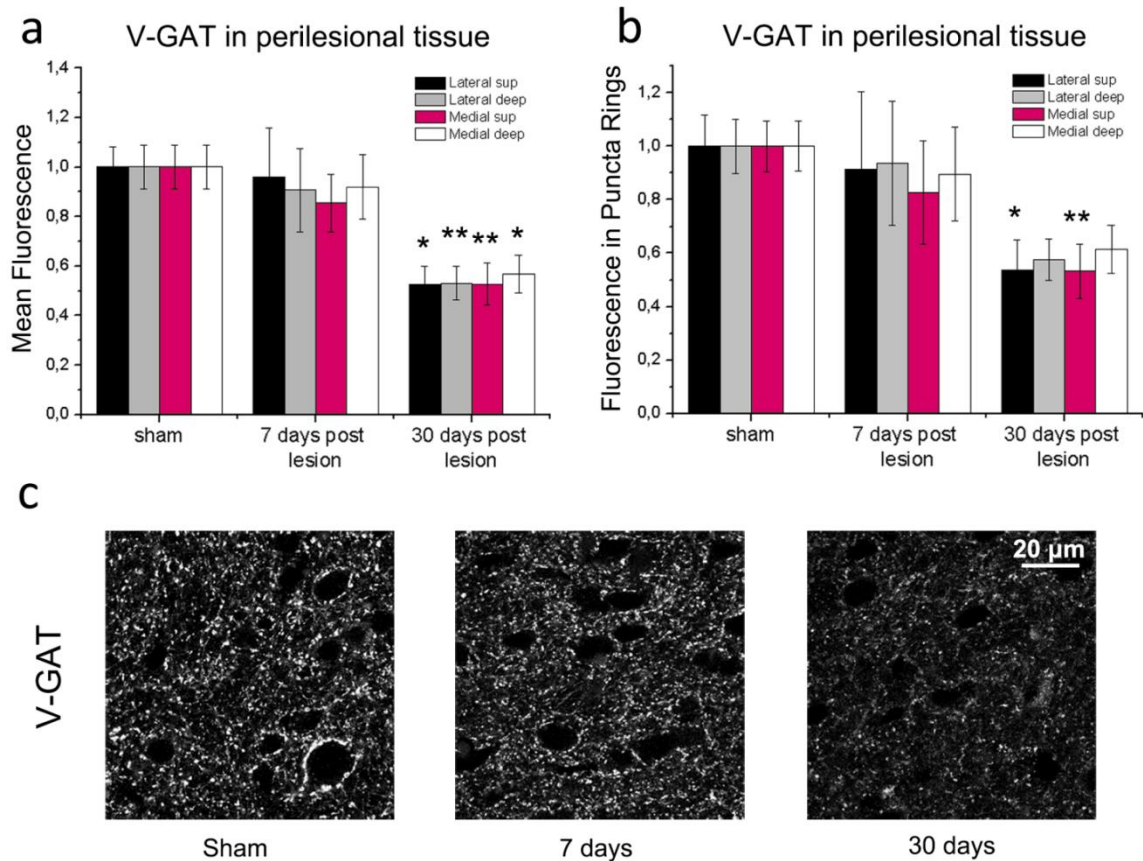 a
V-GAT in perilesional tissue
Mean Fluorescence
1,4
1,2
1,0
0,8
0,6
0,4
0,2
0,0
Lateral sup
Lateral deep
Medial sup
Medial deep
* ** ** *
sham
7 days post
lesion
30 days post
lesion
b
V-GAT in perilesional tissue
Fluorescence in Puncta Rings
1,2
1,0
0,8
0,6
0,4
0,2
0,0
Lateral sup
Lateral deep
Medial sup
Medial deep
* **
sham
7 days post
lesion
30 days post
lesion
c
V-GAT
20 µm
Sham
7 days
30 days